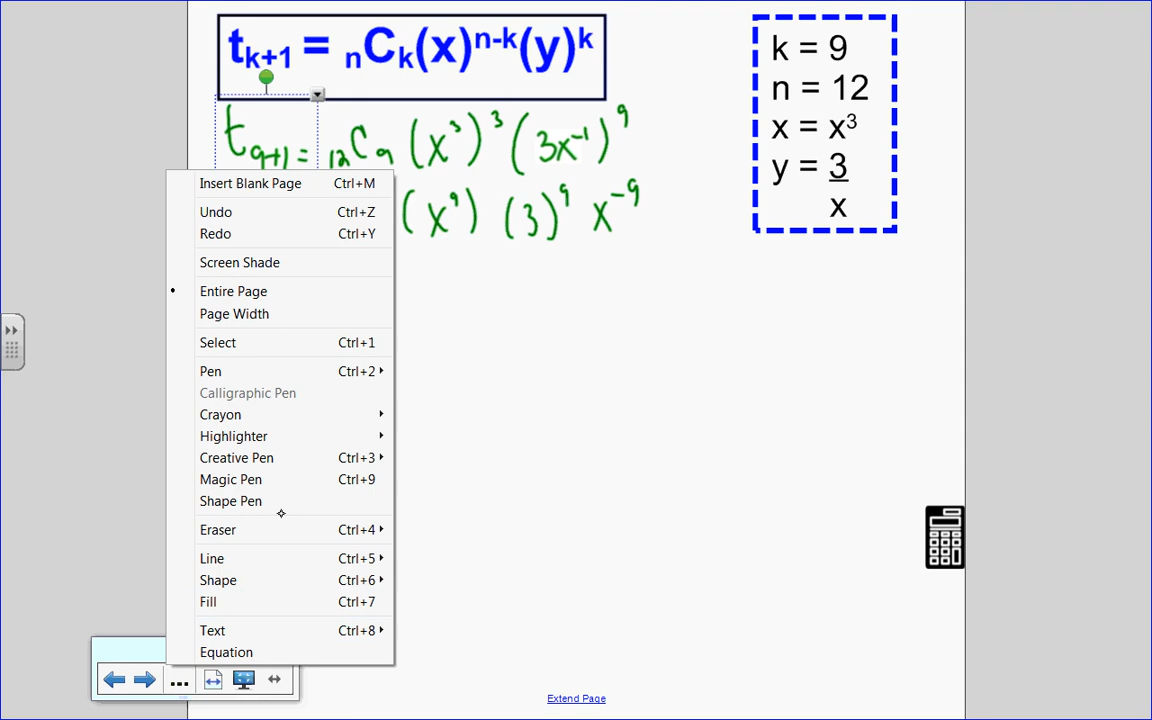 tₖ₊₁ = ₙCₖ(x)ⁿ⁻ᵏ(y)ᵏ
k = 9
n = 12
x = x³
y = 3
x
t₉₊₁ = ₁₂C₉ (x³)³ (3x⁻¹)⁹
(x⁹) (3)⁹ x⁻⁹
Insert Blank Page Ctrl+M
Undo Ctrl+Z
Redo Ctrl+Y
Screen Shade
Entire Page
Page Width
Select Ctrl+1
Pen Ctrl+2
Calligraphic Pen
Crayon
Highlighter
Creative Pen Ctrl+3
Magic Pen Ctrl+9
Shape Pen
Eraser Ctrl+4
Line Ctrl+5
Shape Ctrl+6
Fill Ctrl+7
Text Ctrl+8
Equation
...
Extend Page